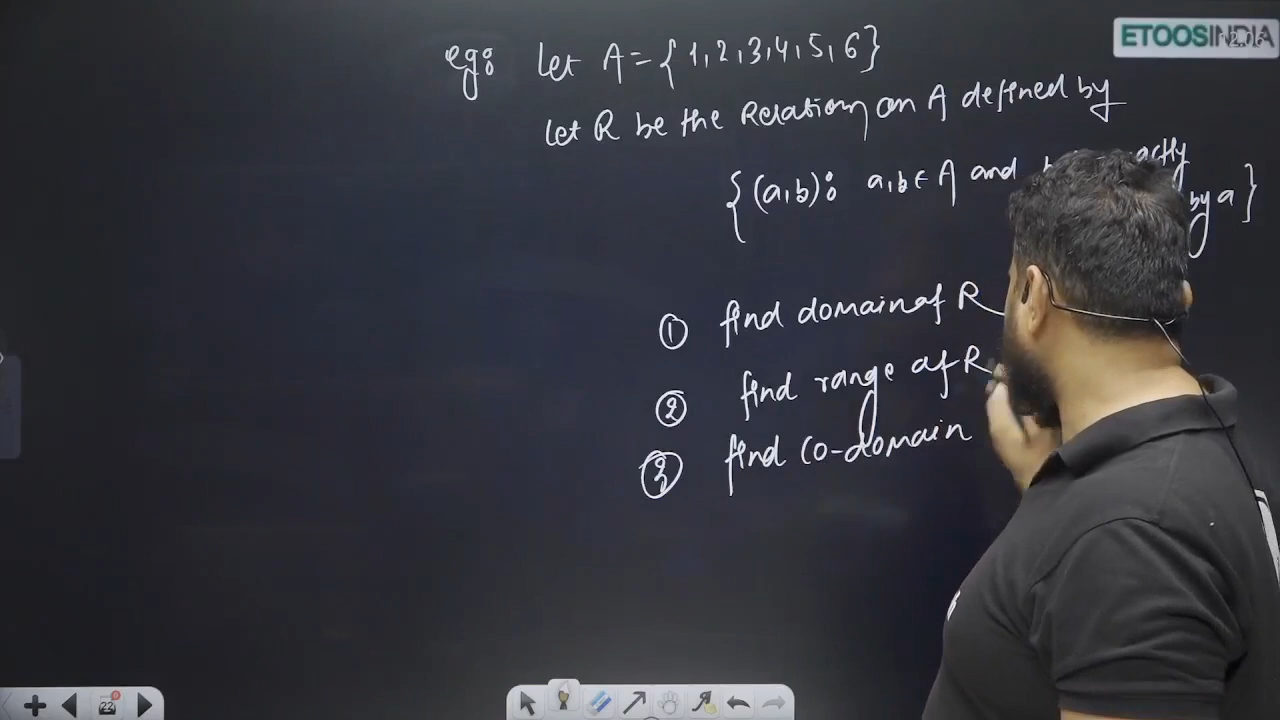 ETOOSINDIA
eg: Let A = { 1, 2, 3, 4, 5, 6 }
Let R be the Relation on A defined by
{ (a,b) : a,b ∈ A and
by a }
① find domain of R
② find range of R
③ find co-domain
22